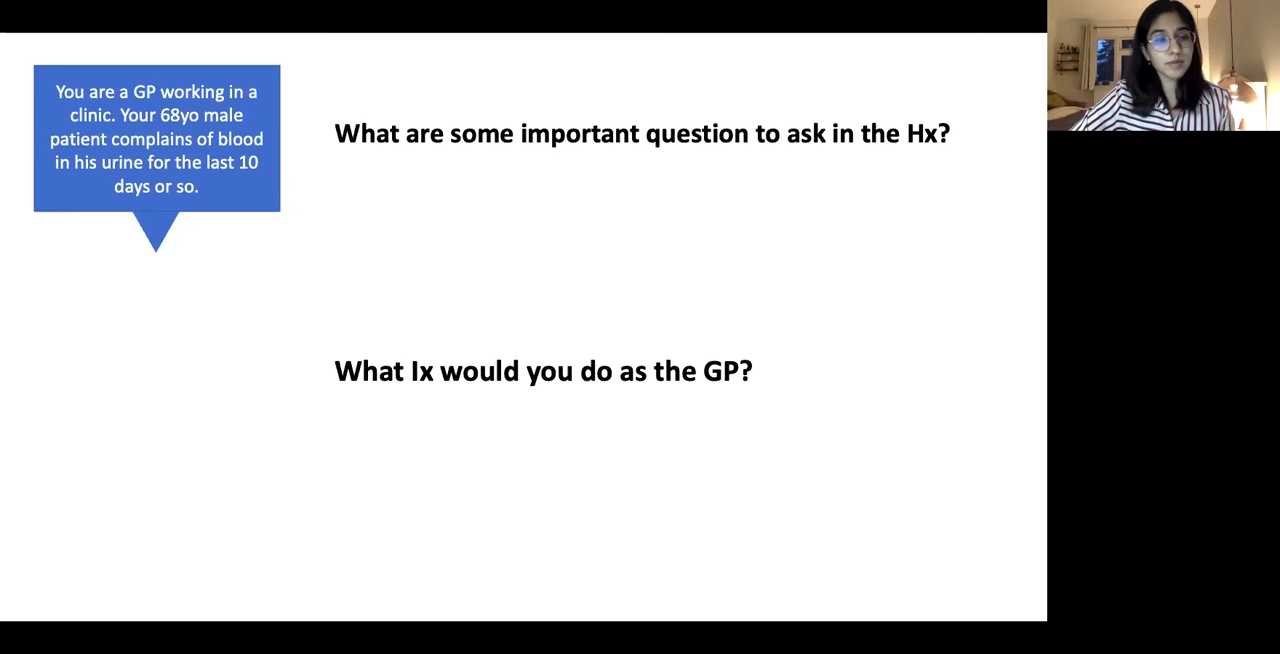 You are a GP working in a
clinic. Your 68yo male
patient complains of blood
in his urine for the last 10
days or so.
What are some important question to ask in the Hx?
What Ix would you do as the GP?